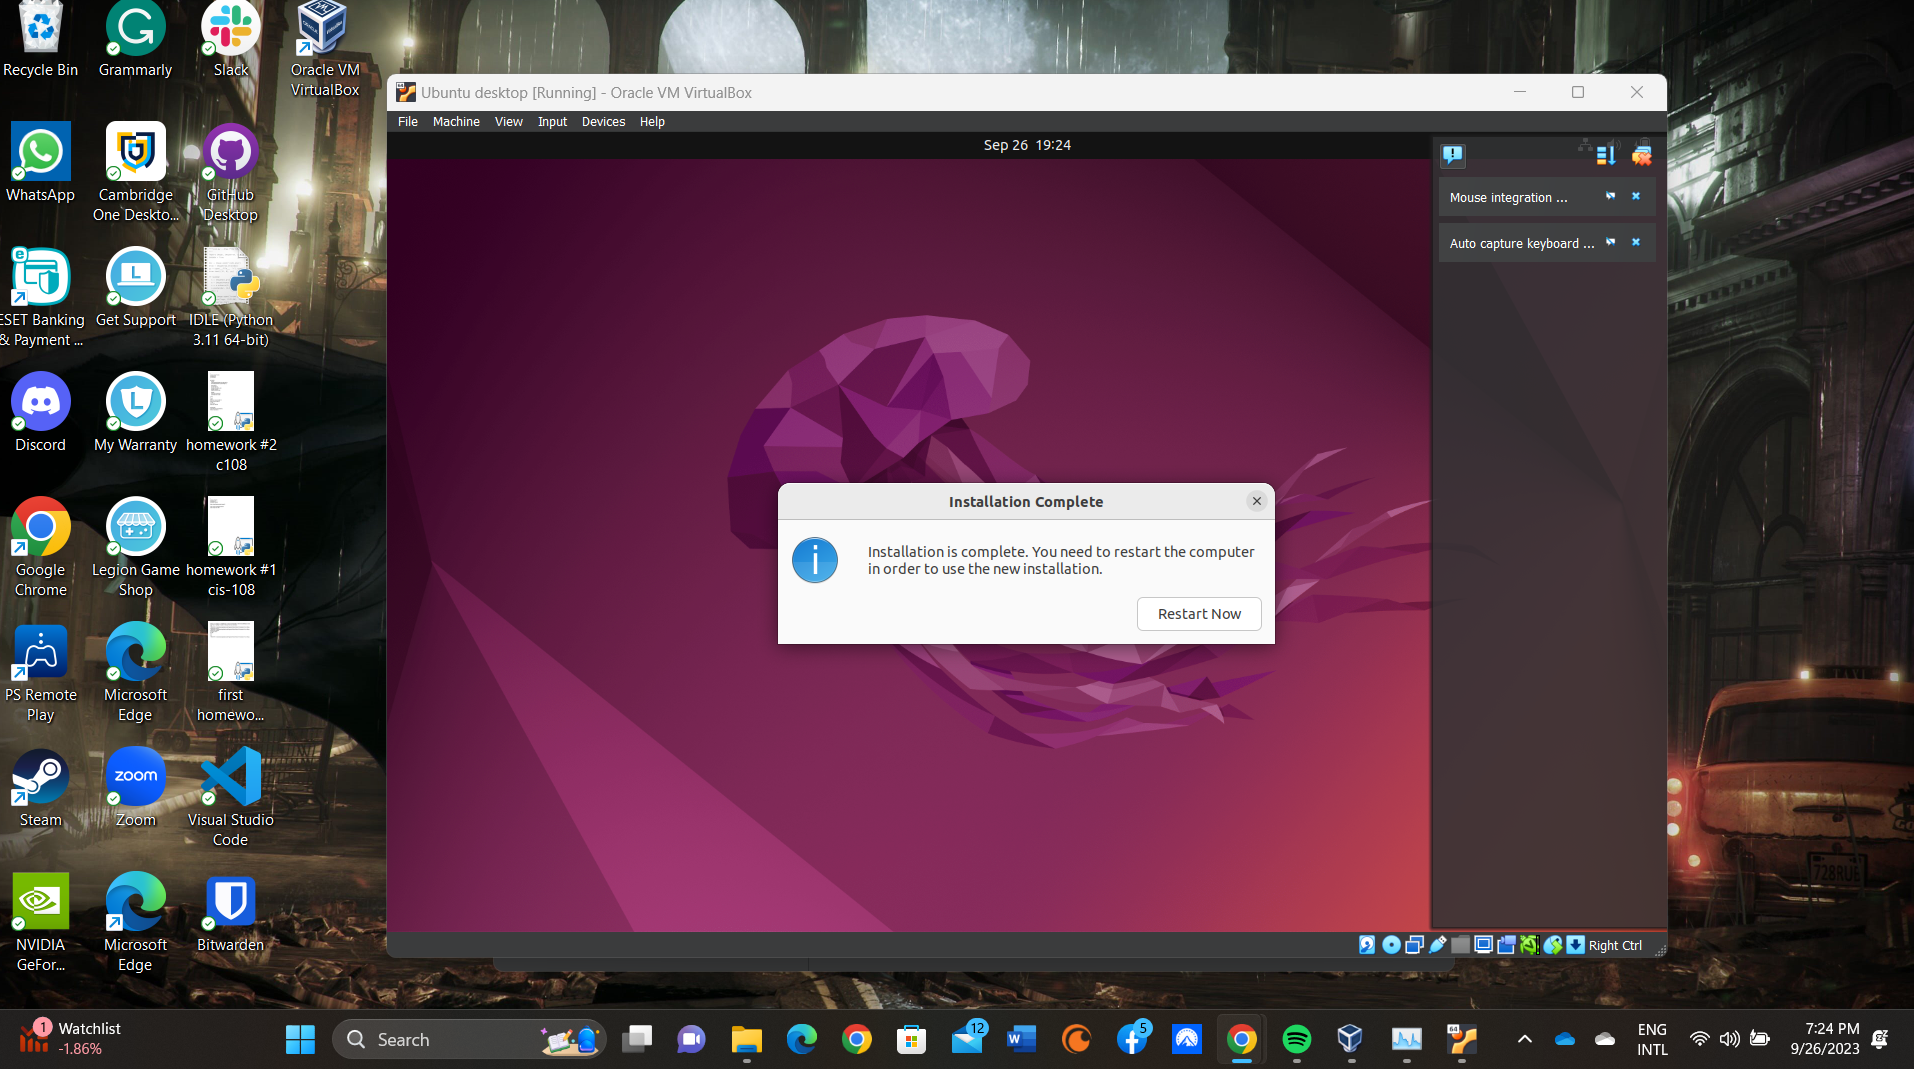 Recycle Bin
Grammarly
Slack
Oracle VM
VirtualBox
WhatsApp
Cambridge
One Deskto...
GitHub
Desktop
ESET Banking
& Payment ...
Get Support
IDLE (Python
3.11 64-bit)
Discord
My Warranty
homework #2
c108
Google
Chrome
Legion Game
Shop
homework #1
cis-108
PS Remote
Play
Microsoft
Edge
first
homewo...
Steam
zoom
Zoom
Visual Studio
Code
NVIDIA
GeFor...
Microsoft
Edge
Bitwarden
64
Ubuntu desktop [Running] - Oracle VM VirtualBox
File Machine View Input Devices Help
Sep 26 19:24
Mouse integration ...
Auto capture keyboard ...
Installation Complete
Installation is complete. You need to restart the computer
in order to use the new installation.
Restart Now
Right Ctrl
728RUE
1
Watchlist
-1.86%
Search
12
W
5
64
ENG
INTL
7:24 PM
9/26/2023